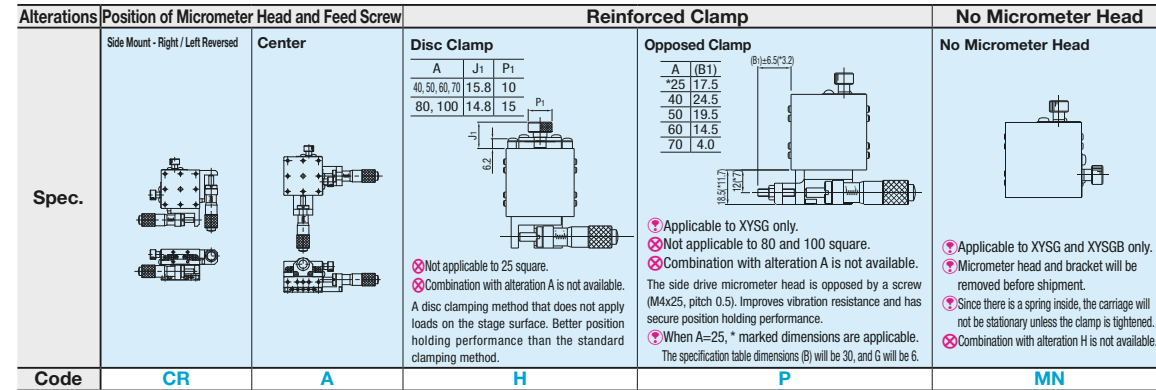 Alterations Position of Micrometer Head and Feed Screw Reinforced Clamp No Micrometer Head
Spec.
Side Mount - Right / Left Reversed
Center
Disc Clamp
A J1 P1
40, 50, 60, 70 15.8 10
80, 100 14.8 15
P1
J1
6.2
⊗Not applicable to 25 square.
⊗Combination with alteration A is not available.
A disc clamping method that does not apply
loads on the stage surface. Better position
holding performance than the standard
clamping method.
Opposed Clamp
A (B1)
*25 17.5
40 24.5
50 19.5
60 14.5
70 4.0
(B1)±6.5(*3.2)
18.5(*11.7)
12(*7)
Applicable to XYSG only.
⊗Not applicable to 80 and 100 square.
⊗Combination with alteration A is not available.
The side drive micrometer head is opposed by a screw
(M4x25, pitch 0.5). Improves vibration resistance and has
secure position holding performance.
When A=25, * marked dimensions are applicable.
The specification table dimensions (B) will be 30, and G will be 6.
No Micrometer Head
Applicable to XYSG and XYSGB only.
Micrometer head and bracket will be
removed before shipment.
Since there is a spring inside, the carriage will
not be stationary unless the clamp is tightened.
⊗Combination with alteration H is not available.
Code CR A H P MN